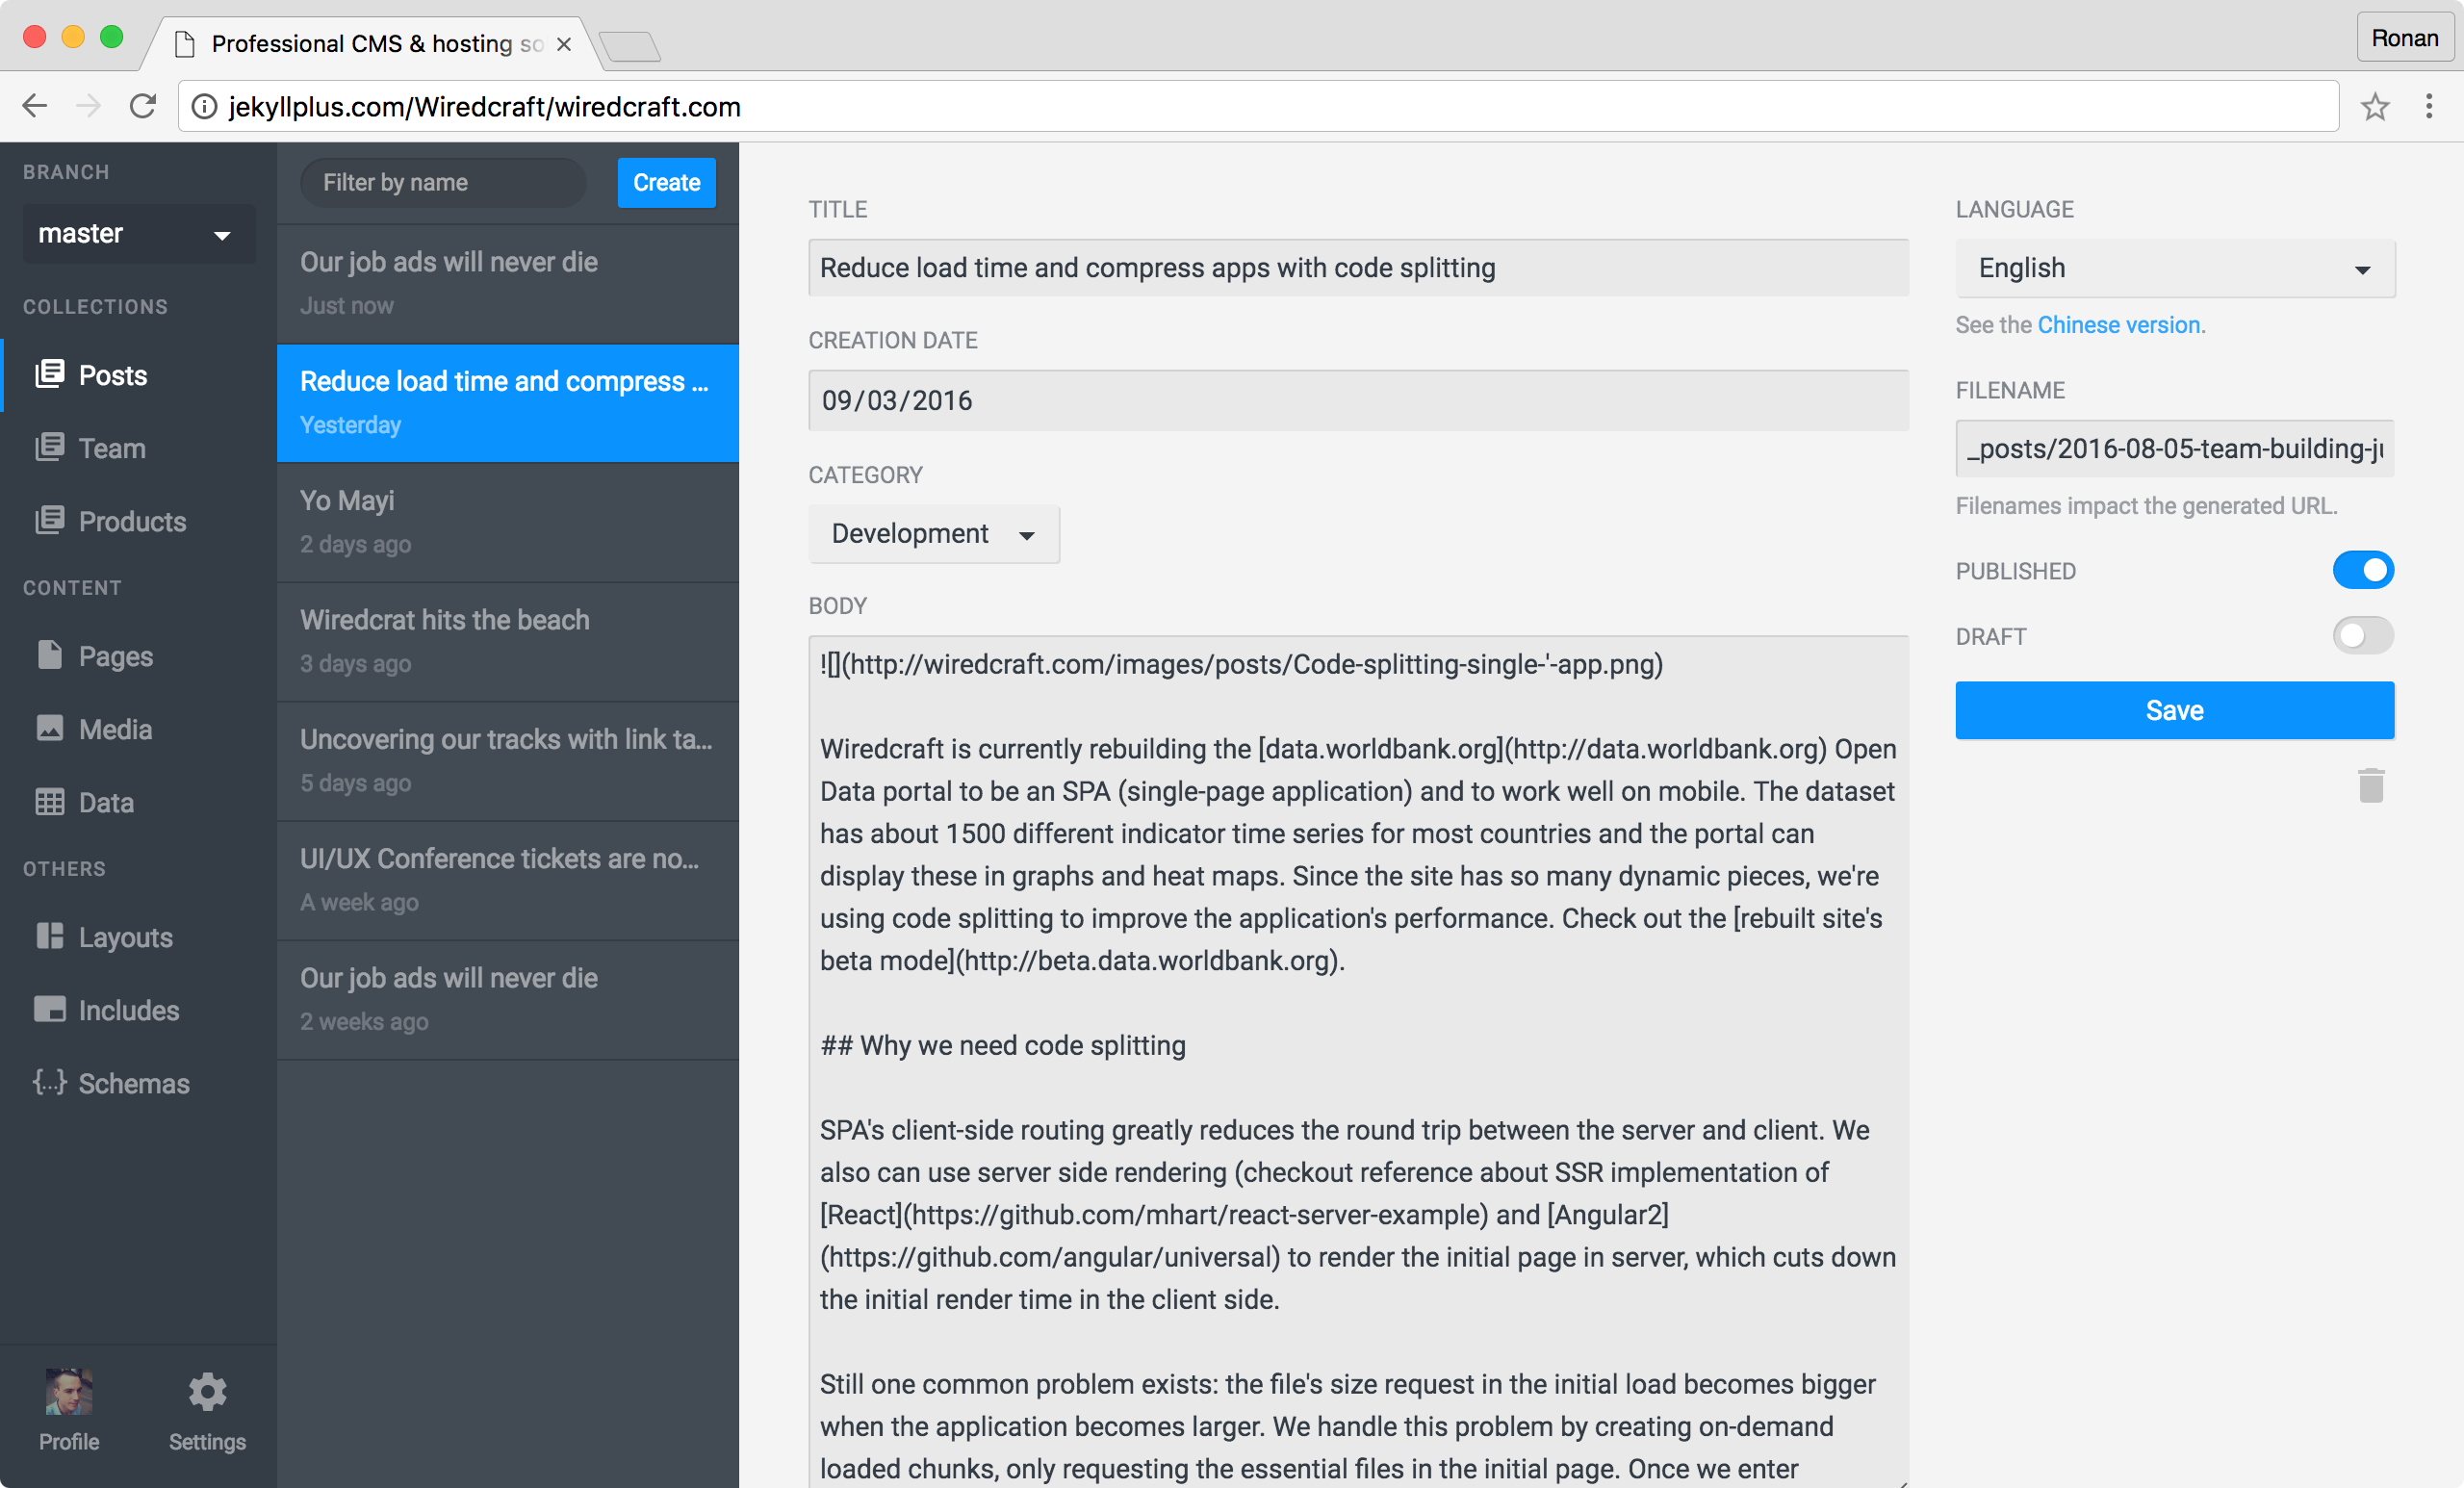 Professional CMS & hosting so
Ronan
jekyllplus.com/Wiredcraft/wiredcraft.com
BRANCH
master
COLLECTIONS
Posts
Team
Products
CONTENT
Pages
Media
Data
OTHERS
Layouts
Includes
{...} Schemas
Profile
Settings
Filter by name
Create
Our job ads will never die
Just now
Reduce load time and compress ...
Yesterday
Yo Mayi
2 days ago
Wiredcrat hits the beach
3 days ago
Uncovering our tracks with link ta...
5 days ago
UI/UX Conference tickets are no...
A week ago
Our job ads will never die
2 weeks ago
TITLE
Reduce load time and compress apps with code splitting
CREATION DATE
09/03/2016
CATEGORY
Development
BODY
![](http://wiredcraft.com/images/posts/Code-splitting-single-'-app.png)
Wiredcraft is currently rebuilding the [data.worldbank.org](http://data.worldbank.org) Open
Data portal to be an SPA (single-page application) and to work well on mobile. The dataset
has about 1500 different indicator time series for most countries and the portal can
display these in graphs and heat maps. Since the site has so many dynamic pieces, we're
using code splitting to improve the application's performance. Check out the [rebuilt site's
beta mode](http://beta.data.worldbank.org).
## Why we need code splitting
SPA's client-side routing greatly reduces the round trip between the server and client. We
also can use server side rendering (checkout reference about SSR implementation of
[React](https://github.com/mhart/react-server-example) and [Angular2]
(https://github.com/angular/universal) to render the initial page in server, which cuts down
the initial render time in the client side.
Still one common problem exists: the file's size request in the initial load becomes bigger
when the application becomes larger. We handle this problem by creating on-demand
loaded chunks, only requesting the essential files in the initial page. Once we enter
LANGUAGE
English
See the Chinese version.
FILENAME
_posts/2016-08-05-team-building-ju
Filenames impact the generated URL.
PUBLISHED
DRAFT
Save